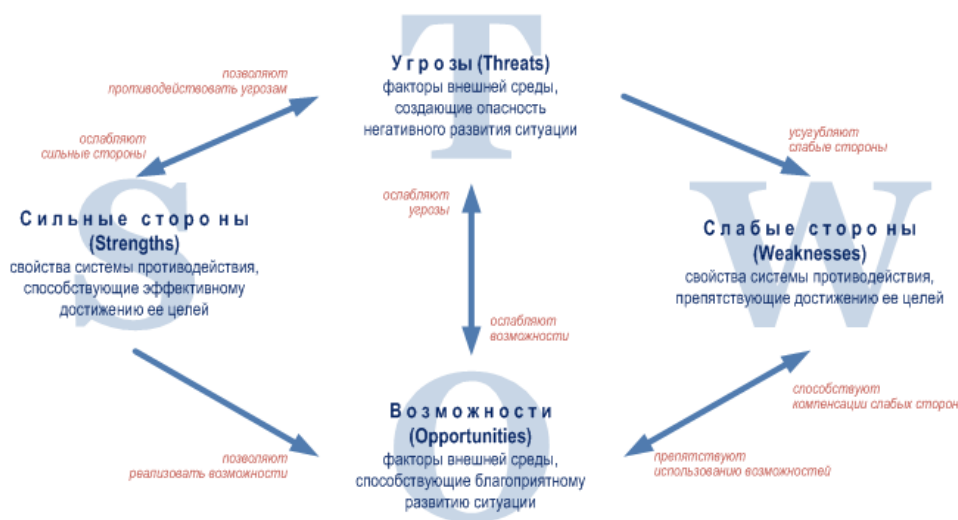 T
Угрозы (Threats)
факторы внешней среды,
создающие опасность
негативного развития ситуации
позволяют
противодействовать угрозам
ослабляют
сильные стороны
усугубляют
слабые стороны
S
Сильные стороны
(Strengths)
свойства системы противодействия,
способствующие эффективному
достижению ее целей
ослабляют
угрозы
W
Слабые стороны
(Weaknesses)
свойства системы противодействия,
препятствующие достижению ее целей
ослабляют
возможности
O
Возможности
(Opportunities)
факторы внешней среды,
способствующие благоприятному
развитию ситуации
позволяют
реализовать возможности
способствуют
компенсации слабых сторон
препятствуют
использованию возможностей